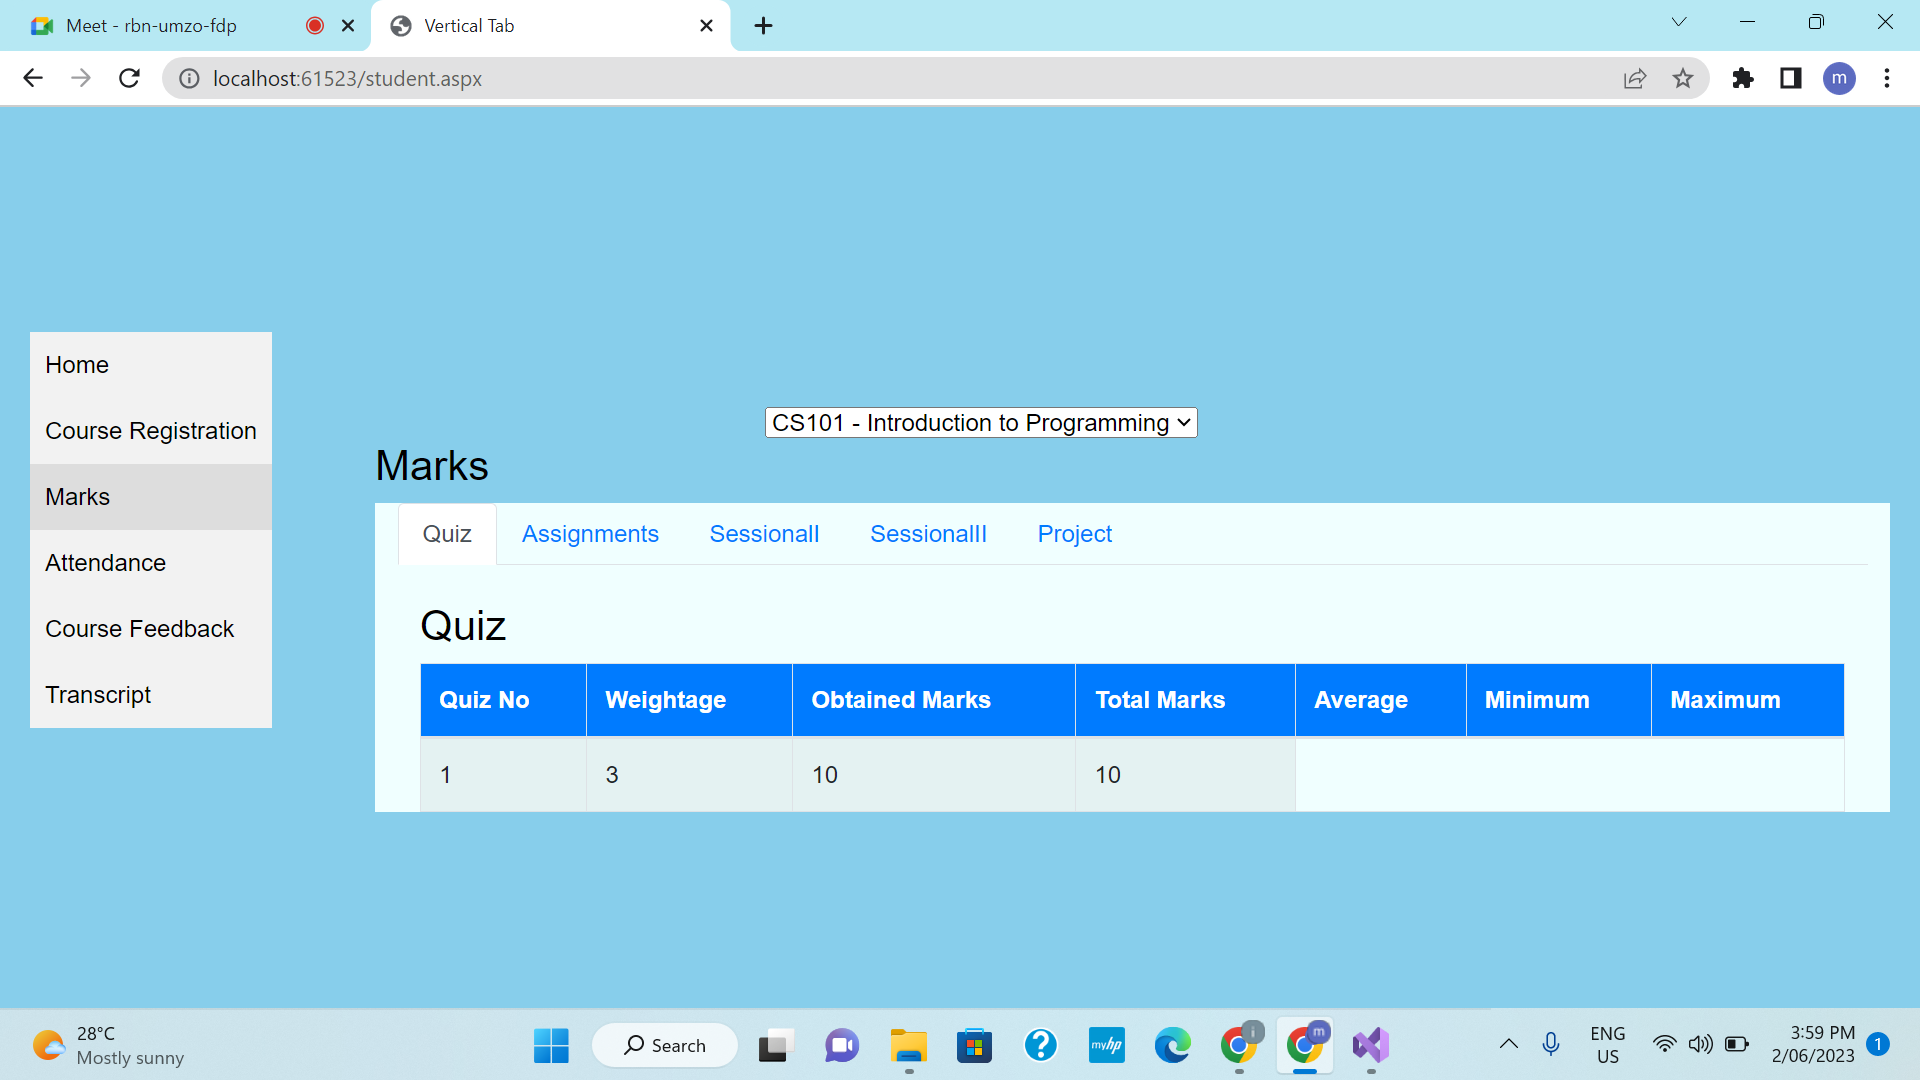 Meet - rbn-umzo-fdp
Vertical Tab
localhost:61523/student.aspx
m
Home
Course Registration
Marks
Attendance
Course Feedback
Transcript
CS101 - Introduction to Programming
Marks
Quiz Assignments SessionalI SessionalII Project
Quiz
Quiz No Weightage Obtained Marks Total Marks Average Minimum Maximum
1 3 10 10
28°C
Mostly sunny
Search
myhp
i
m
ENG
US
3:59 PM
2/06/2023
1